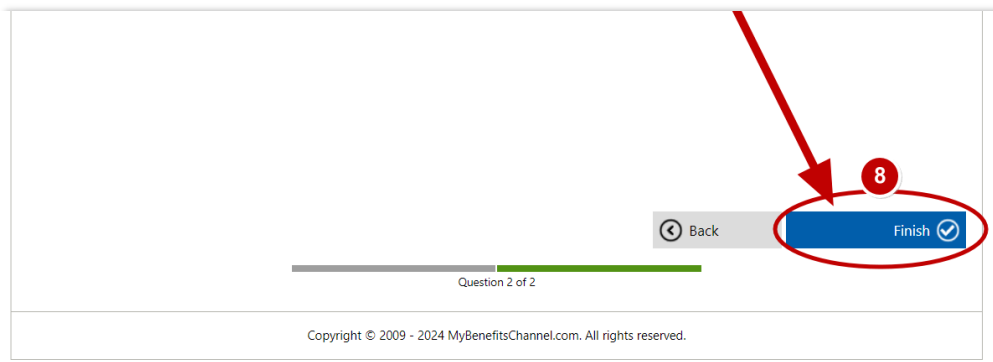 8
Back
Finish
Question 2 of 2
Copyright © 2009 - 2024 MyBenefitsChannel.com. All rights reserved.